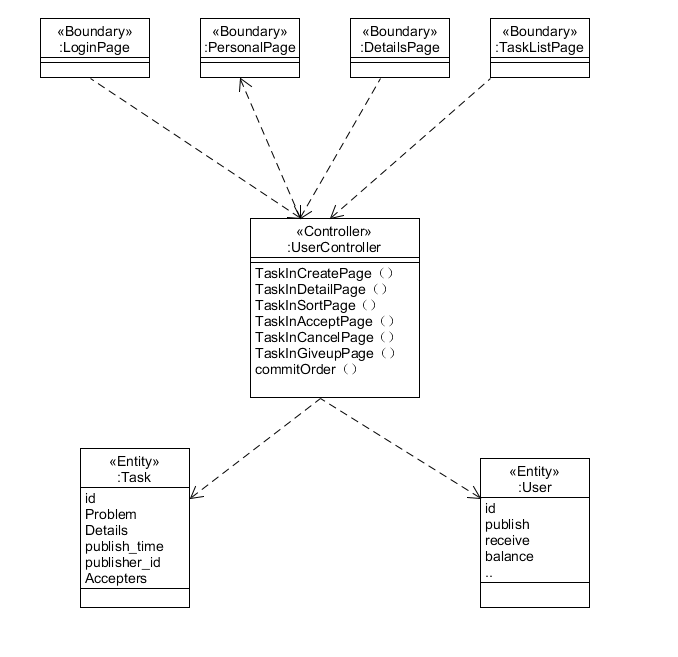 «Boundary»
:LoginPage
«Boundary»
:PersonalPage
«Boundary»
:DetailsPage
«Boundary»
:TaskListPage
«Controller»
:UserController
TaskInCreatePage（）
TaskInDetailPage（）
TaskInSortPage（）
TaskInAcceptPage（）
TaskInCancelPage（）
TaskInGiveupPage（）
commitOrder（）
«Entity»
:Task
id
Problem
Details
publish_time
publisher_id
Accepters
«Entity»
:User
id
publish
receive
balance
..